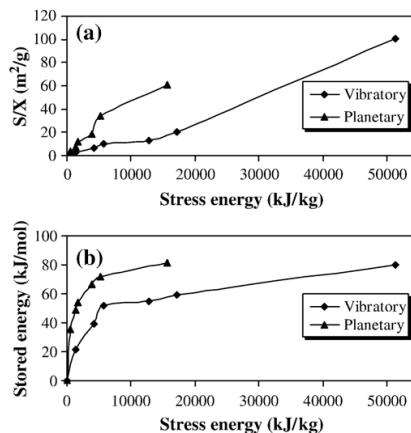 (a)
S/X (m²/g)
120
100
80
60
40
20
0
0 10000 20000 30000 40000 50000
Stress energy (kJ/kg)
Vibratory
Planetary
(b)
Stored energy (kJ/mol)
100
80
60
40
20
0
0 10000 20000 30000 40000 50000
Stress energy (kJ/kg)
Vibratory
Planetary